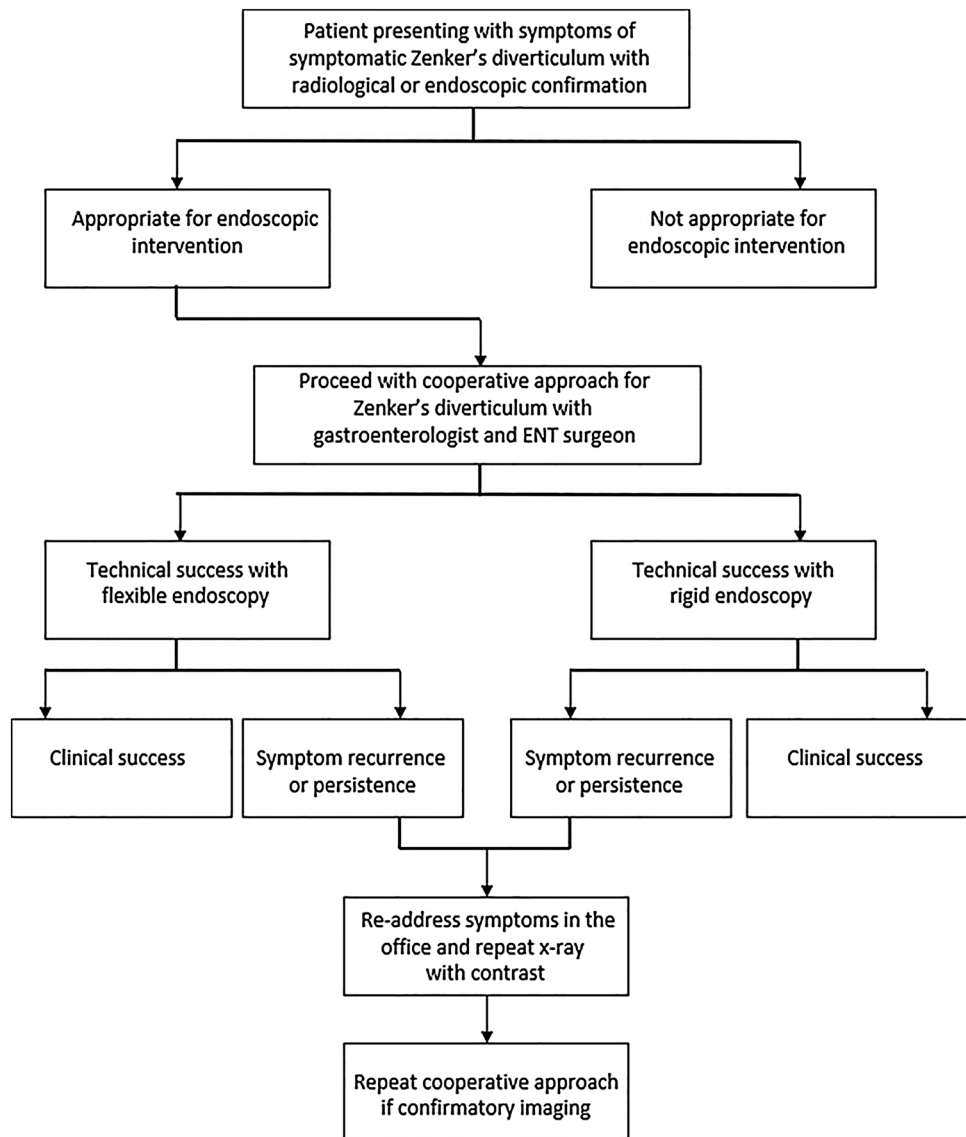 Patient presenting with symptoms of
symptomatic Zenker's diverticulum with
radiological or endoscopic confirmation
Appropriate for endoscopic
intervention
Not appropriate for
endoscopic intervention
Proceed with cooperative approach for
Zenker's diverticulum with
gastroenterologist and ENT surgeon
Technical success with
flexible endoscopy
Technical success with
rigid endoscopy
Clinical success
Symptom recurrence
or persistence
Symptom recurrence
or persistence
Clinical success
Re-address symptoms in the
office and repeat x-ray
with contrast
Repeat cooperative approach
if confirmatory imaging